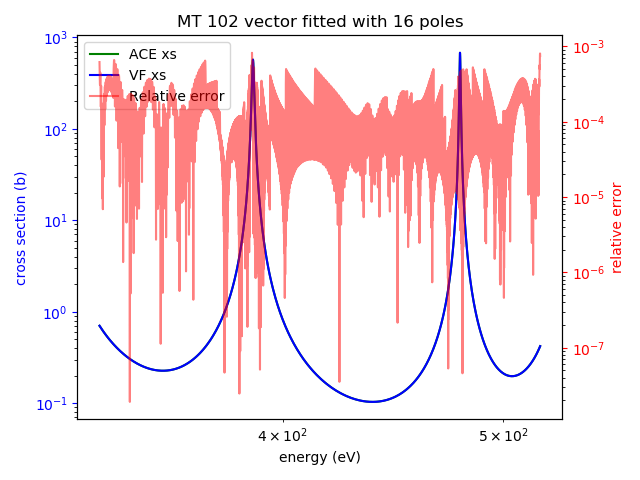 MT 102 vector fitted with 16 poles
ACE xs
VF xs
Relative error
10³
10²
10¹
10⁰
10⁻¹
cross section (b)
10⁻³
10⁻⁴
10⁻⁵
10⁻⁶
10⁻⁷
relative error
4 × 10²
5 × 10²
energy (eV)